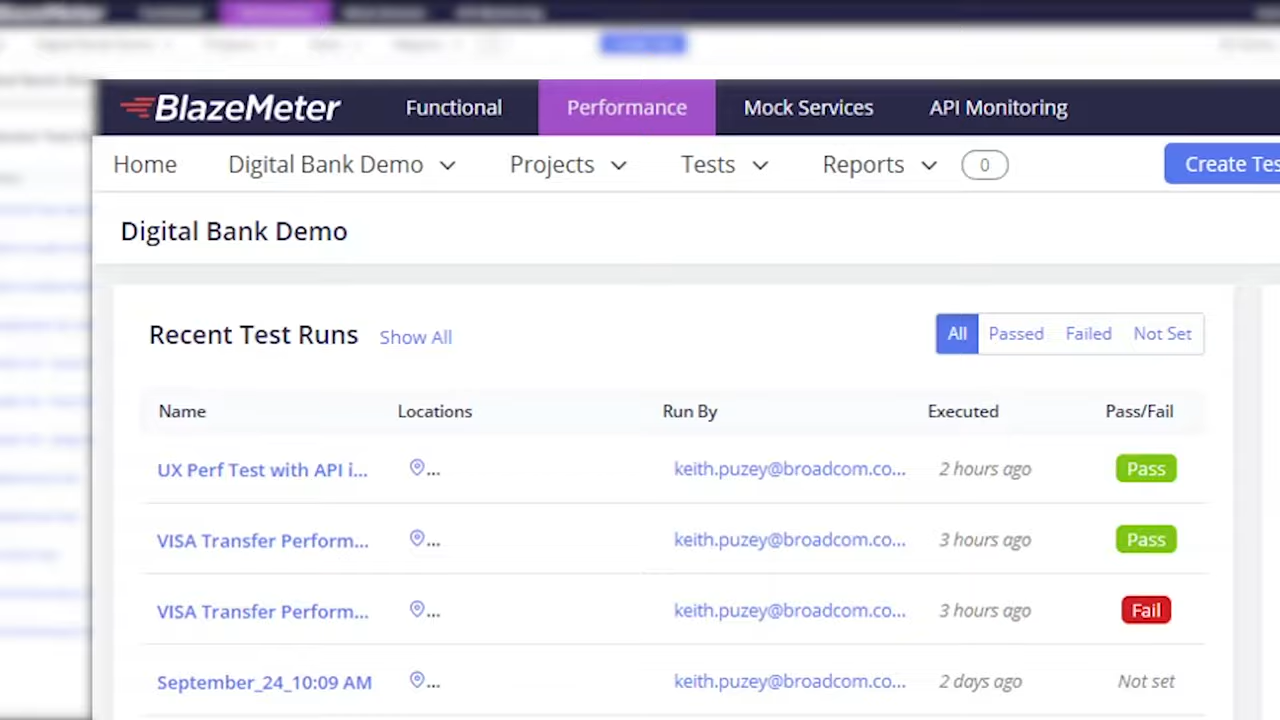 BlazeMeter Functional Performance Mock Services API Monitoring
Home Digital Bank Demo Projects Tests Reports 0 Create Tes
Digital Bank Demo
Recent Test Runs Show All All Passed Failed Not Set
Name Locations Run By Executed Pass/Fail
UX Perf Test with API i... ... keith.puzey@broadcom.co... 2 hours ago Pass
VISA Transfer Perform... ... keith.puzey@broadcom.co... 3 hours ago Pass
VISA Transfer Perform... ... keith.puzey@broadcom.co... 3 hours ago Fail
September_24_10:09 AM ... keith.puzey@broadcom.co... 2 days ago Not set